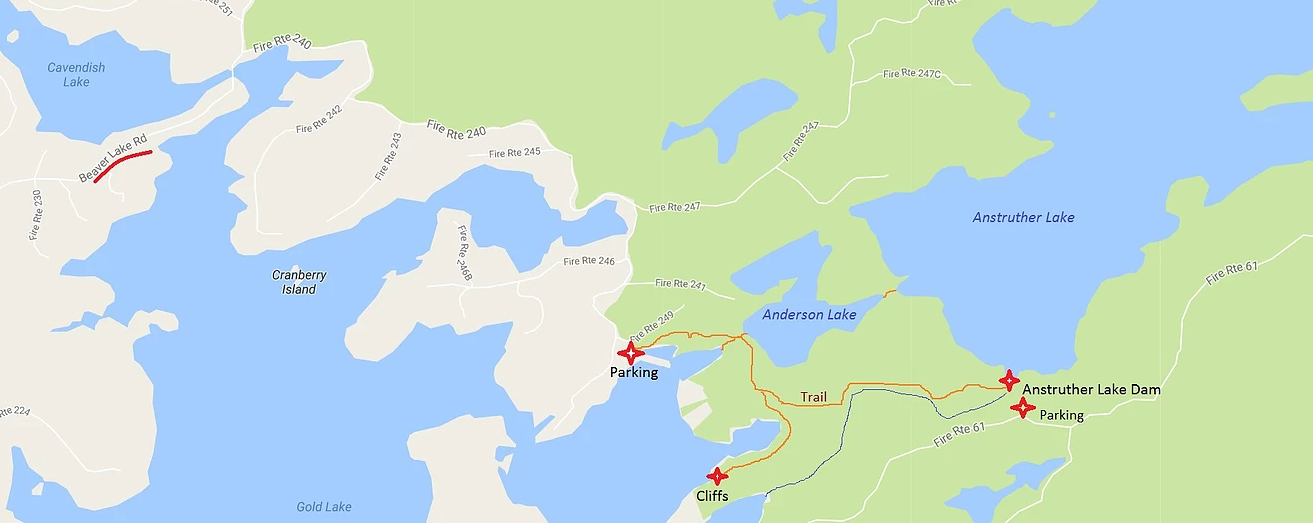 te 251
Fire Rte 240
Cavendish
Lake
Fire Rte
Fire Rte 247C
Fire Rte 242
Fire Rte 240
Fire Rte 243
Fire Rte 245
Fire Rte 247
Beaver Lake Rd
Fire Rte 230
Fire Rte 247
Anstruther Lake
Fire Rte 246B
Fire Rte 246
Cranberry
Island
Fire Rte 241
Fire Rte 61
Anderson Lake
Fire Rte 249
Parking
Anstruther Lake Dam
Trail
Parking
Rte 224
Fire Rte 61
Cliffs
Gold Lake